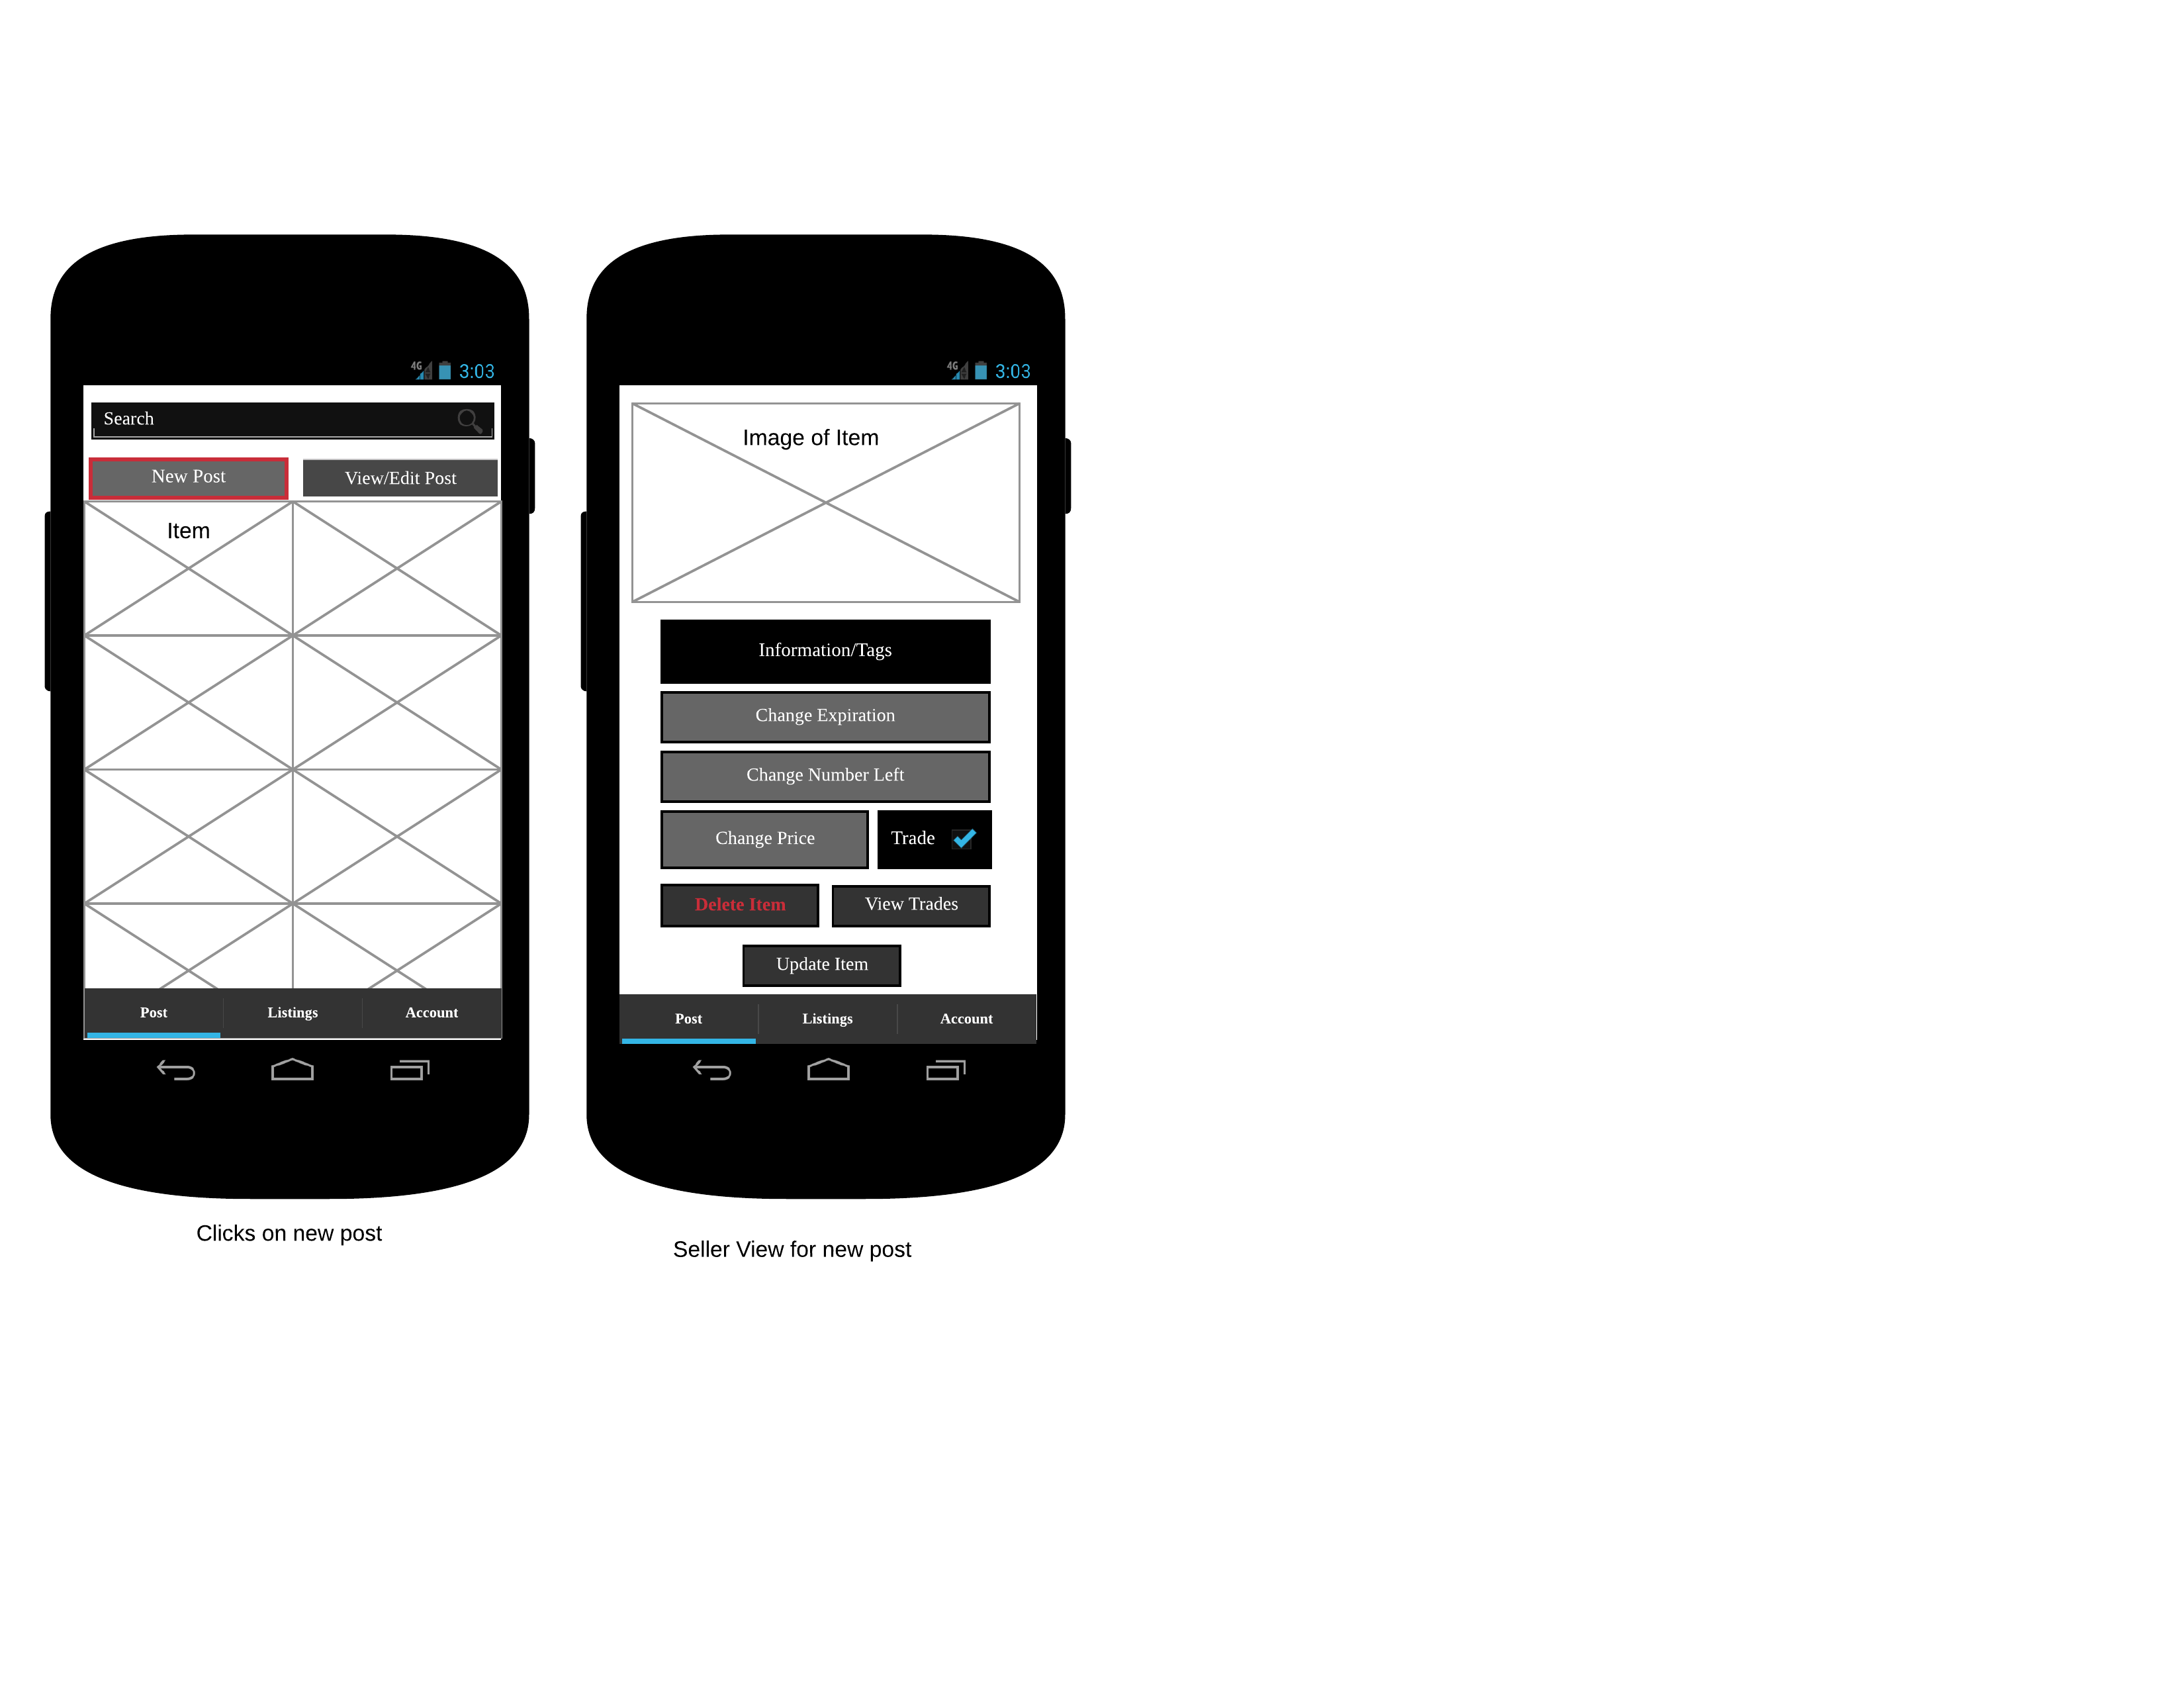 4G 3:03
Search
New Post
View/Edit Post
Item
Post Listings Account
Clicks on new post
4G 3:03
Image of Item
Information/Tags
Change Expiration
Change Number Left
Change Price
Trade
Delete Item
View Trades
Update Item
Post Listings Account
Seller View for new post